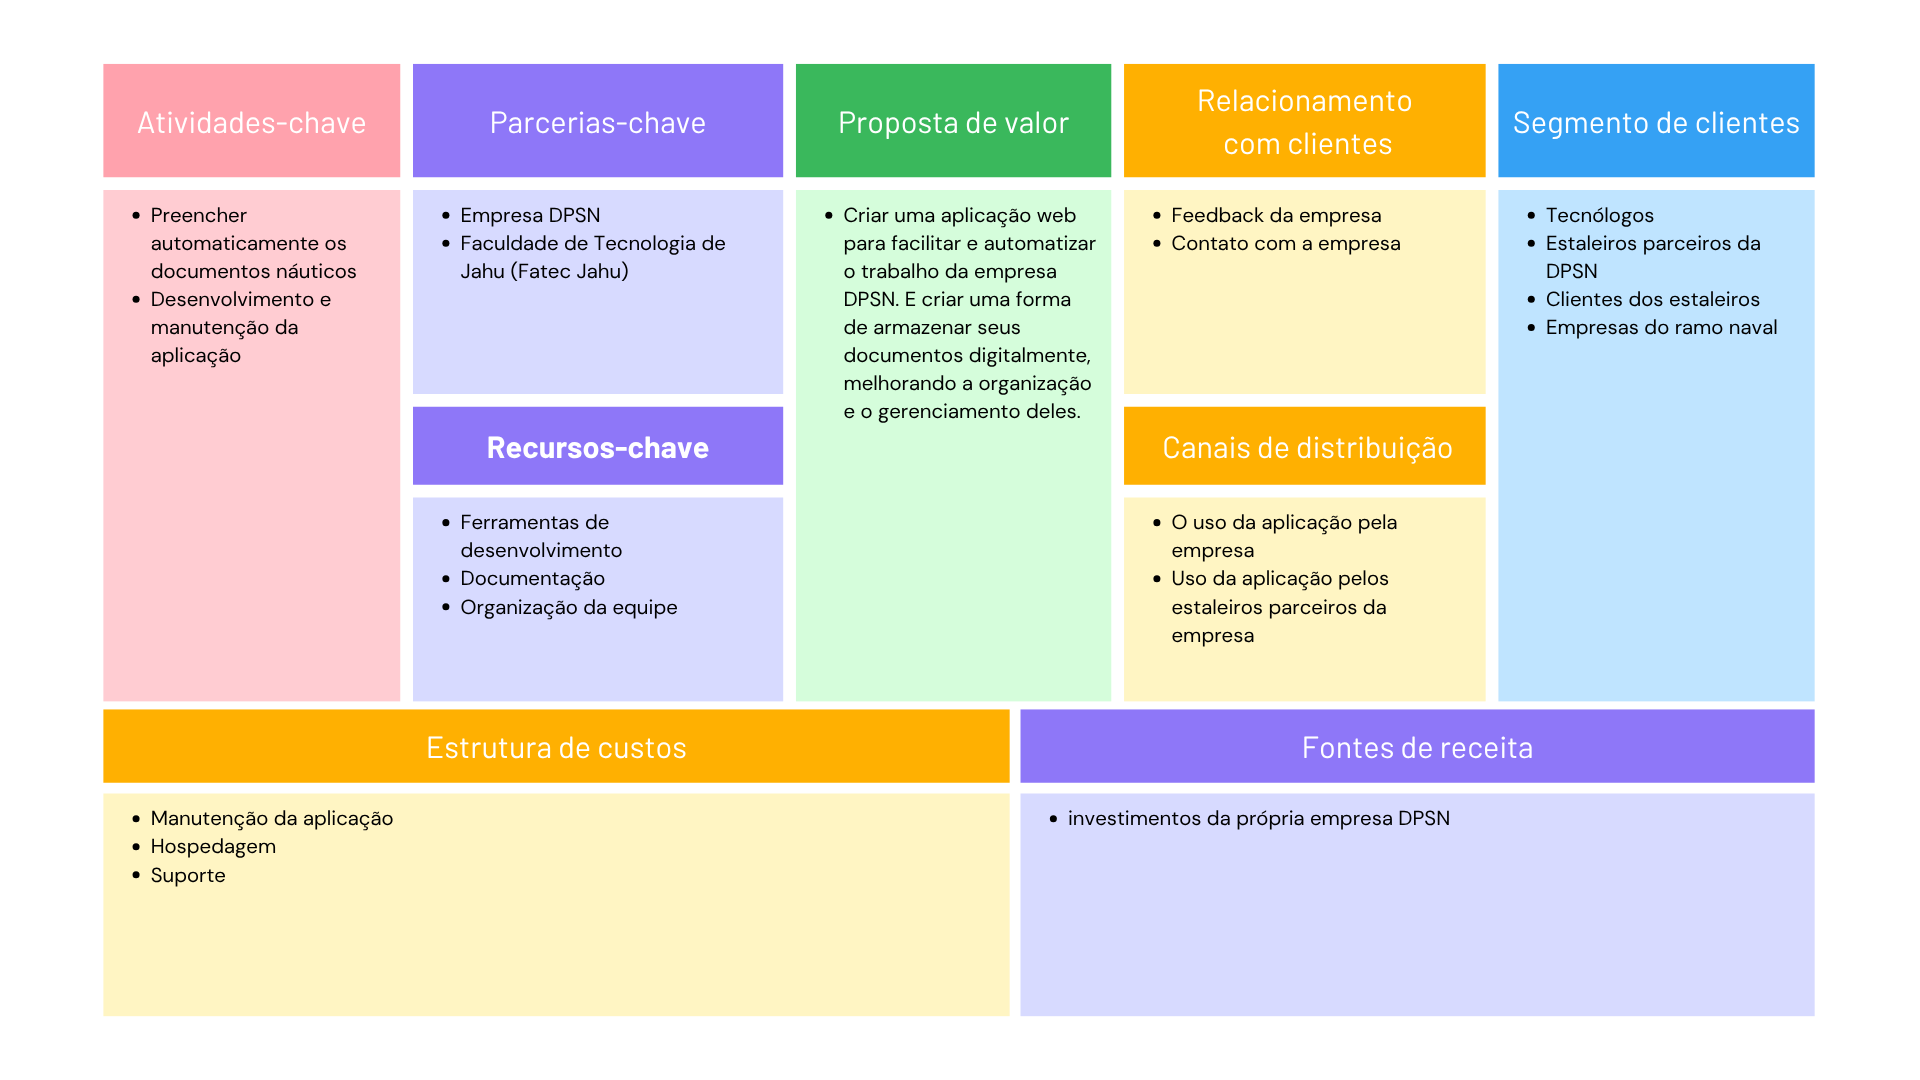 Atividades-chave
• Preencher
automaticamente os
documentos náuticos
• Desenvolvimento e
manutenção da
aplicação
Parcerias-chave
• Empresa DPSN
• Faculdade de Tecnologia de
Jahu (Fatec Jahu)
Recursos-chave
• Ferramentas de
desenvolvimento
• Documentação
• Organização da equipe
Proposta de valor
• Criar uma aplicação web
para facilitar e automatizar
o trabalho da empresa
DPSN. E criar uma forma
de armazenar seus
documentos digitalmente,
melhorando a organização
e o gerenciamento deles.
Relacionamento
com clientes
• Feedback da empresa
• Contato com a empresa
Canais de distribuição
• O uso da aplicação pela
empresa
• Uso da aplicação pelos
estaleiros parceiros da
empresa
Segmento de clientes
• Tecnólogos
• Estaleiros parceiros da
DPSN
• Clientes dos estaleiros
• Empresas do ramo naval
Estrutura de custos
• Manutenção da aplicação
• Hospedagem
• Suporte
Fontes de receita
• investimentos da própria empresa DPSN